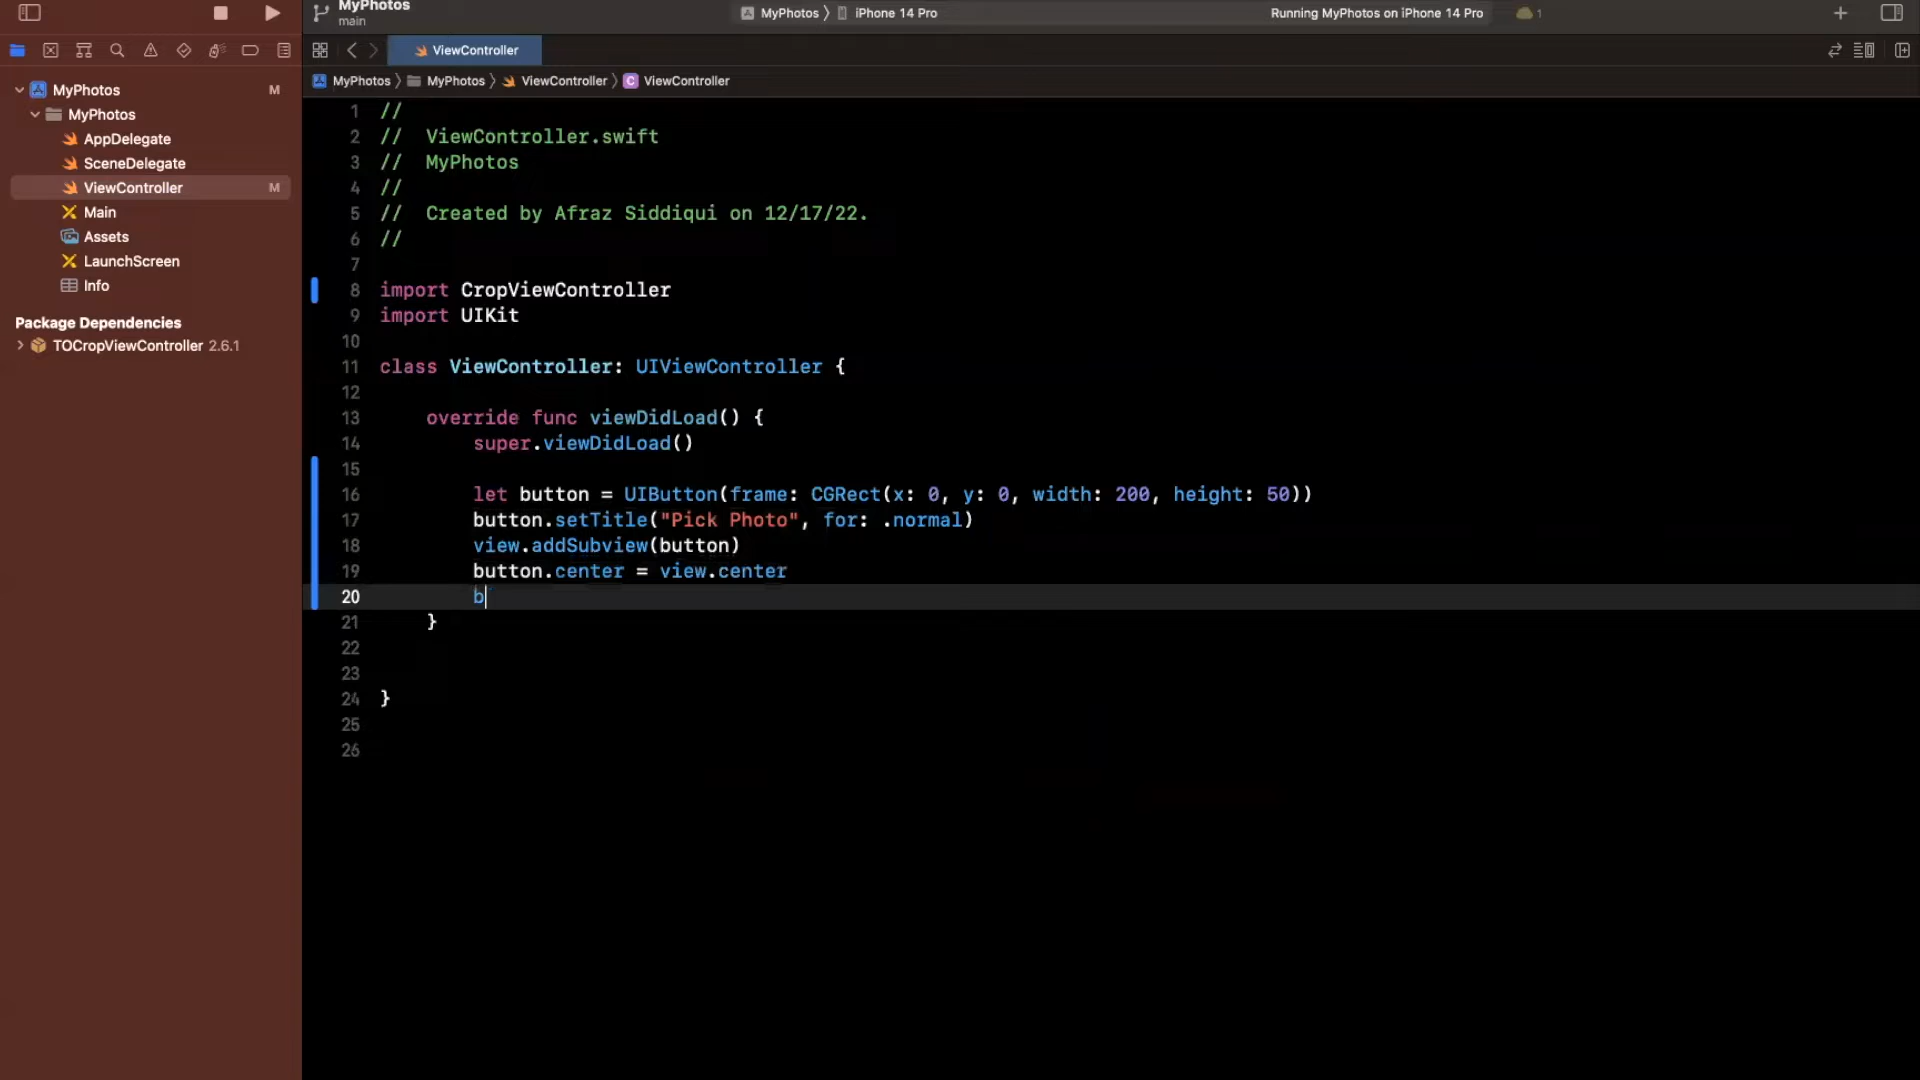 MyPhotos
main
MyPhotos
iPhone 14 Pro
Running MyPhotos on iPhone 14 Pro
1
ViewController
MyPhotos
MyPhotos
ViewController
C ViewController
MyPhotos M
MyPhotos
AppDelegate
SceneDelegate
ViewController M
Main
Assets
LaunchScreen
Info
Package Dependencies
TOCropViewController 2.6.1
1 //
2 // ViewController.swift
3 // MyPhotos
4 //
5 // Created by Afraz Siddiqui on 12/17/22.
6 //
7
8 import CropViewController
9 import UIKit
10
11 class ViewController: UIViewController {
12
13 override func viewDidLoad() {
14 super.viewDidLoad()
15
16 let button = UIButton(frame: CGRect(x: 0, y: 0, width: 200, height: 50))
17 button.setTitle("Pick Photo", for: .normal)
18 view.addSubview(button)
19 button.center = view.center
20 b
21 }
22
23
24 }
25
26